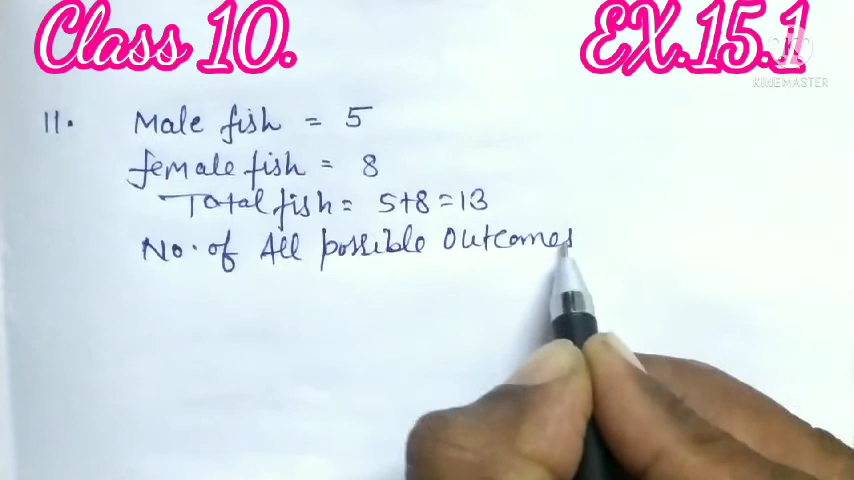 Class 10.
EX.15.1
KINEMASTER
11. Male fish = 5
female fish = 8
Total fish = 5+8=13
No. of All possible Outcomes